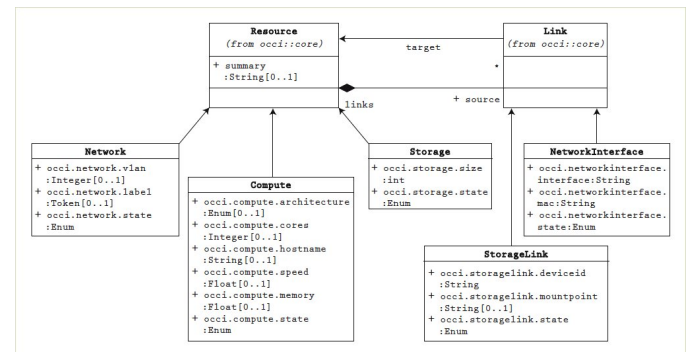 Resource
(from occi::core)
+ summary
:String[0..1]
Link
(from occi::core)
target
*
links
+ source
Network
+ occi.network.vlan
:Integer[0..1]
+ occi.network.label
:Token[0..1]
+ occi.network.state
:Enum
Compute
+ occi.compute.architecture
:Enum[0..1]
+ occi.compute.cores
:Integer[0..1]
+ occi.compute.hostname
:String[0..1]
+ occi.compute.speed
:Float[0..1]
+ occi.compute.memory
:Float[0..1]
+ occi.compute.state
:Enum
Storage
+ occi.storage.size
:int
+ occi.storage.state
:Enum
NetworkInterface
+ occi.networkinterface.
interface:String
+ occi.networkinterface.
mac:String
+ occi.networkinterface.
state:Enum
StorageLink
+ occi.storagelink.deviceid
:String
+ occi.storagelink.mountpoint
:String[0..1]
+ occi.storagelink.state
:Enum